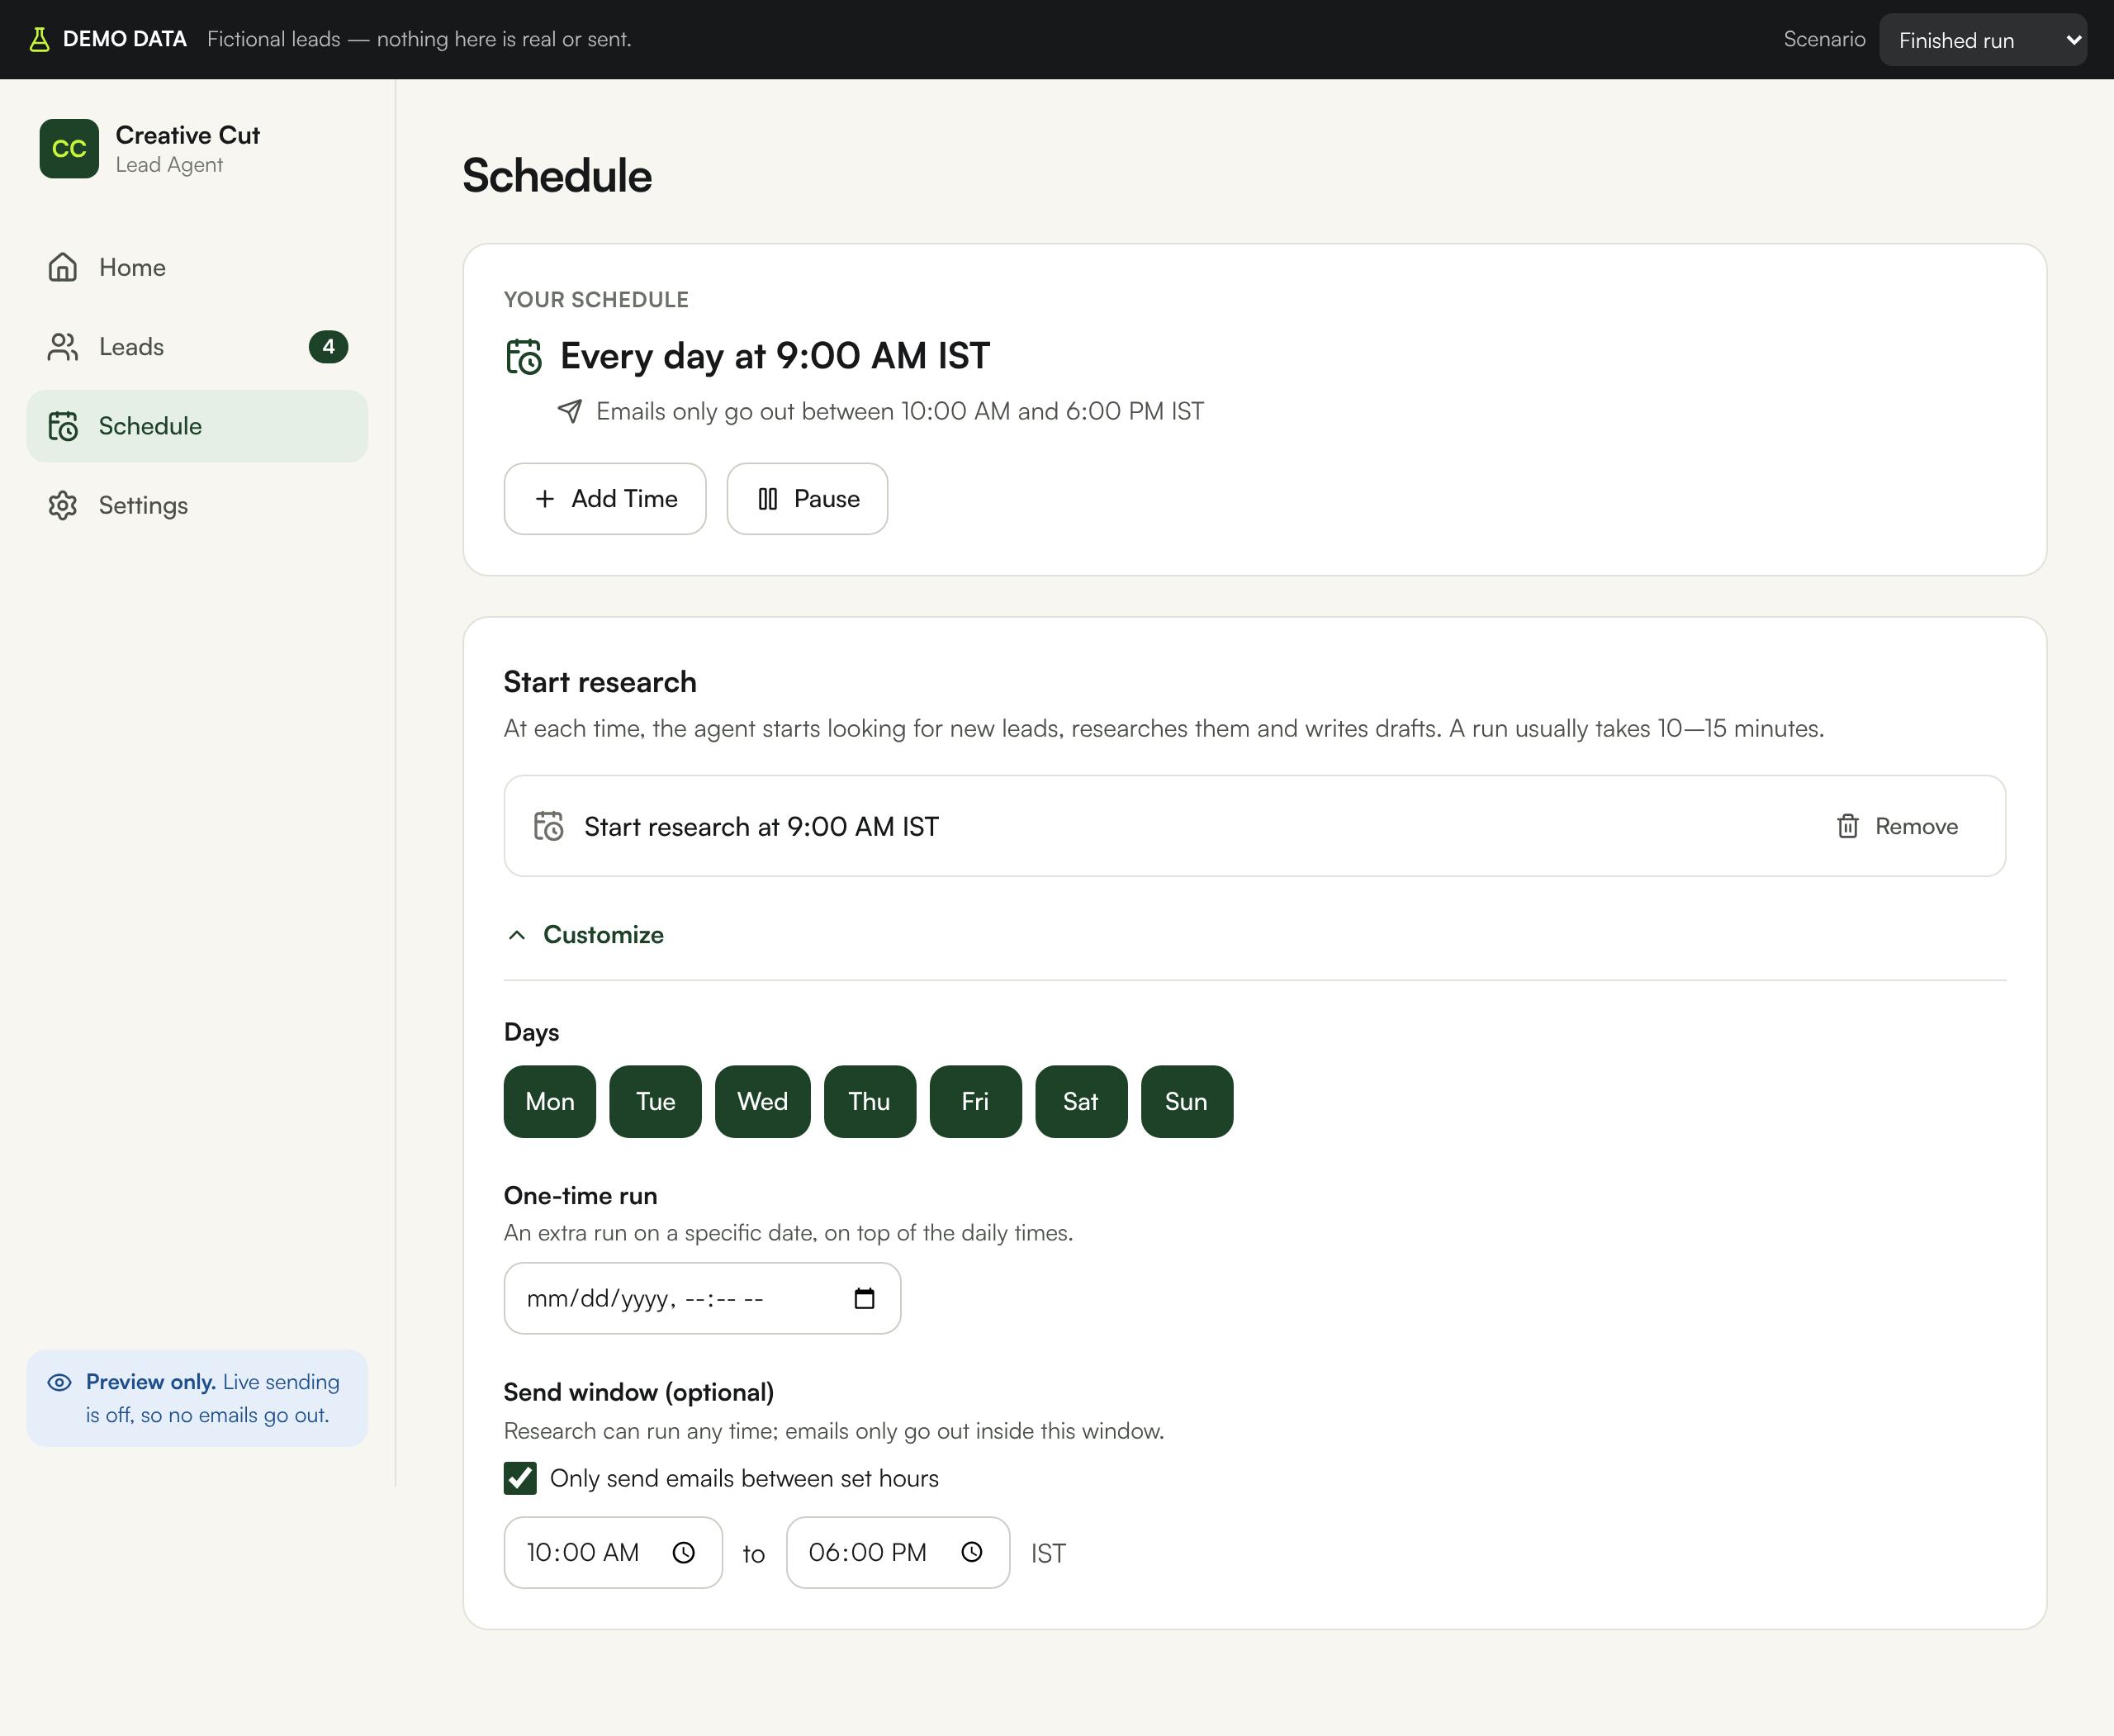 DEMO DATA Fictional leads — nothing here is real or sent. Scenario Finished run
CC Creative Cut
Lead Agent
Home
Leads 4
Schedule
Settings
Preview only. Live sending
is off, so no emails go out.
Schedule
YOUR SCHEDULE
Every day at 9:00 AM IST
Emails only go out between 10:00 AM and 6:00 PM IST
+ Add Time Pause
Start research
At each time, the agent starts looking for new leads, researches them and writes drafts. A run usually takes 10–15 minutes.
Start research at 9:00 AM IST Remove
Customize
Days
Mon Tue Wed Thu Fri Sat Sun
One-time run
An extra run on a specific date, on top of the daily times.
mm/dd/yyyy, --:-- --
Send window (optional)
Research can run any time; emails only go out inside this window.
Only send emails between set hours
10:00 AM to 06:00 PM IST